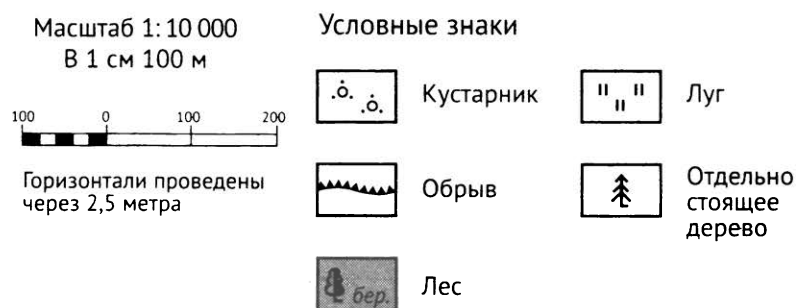 Масштаб 1: 10 000
В 1 см 100 м
100 0 100 200
Горизонтали проведены
через 2,5 метра
Условные знаки
Кустарник
Луг
Обрыв
Отдельно
стоящее
дерево
бер.
Лес